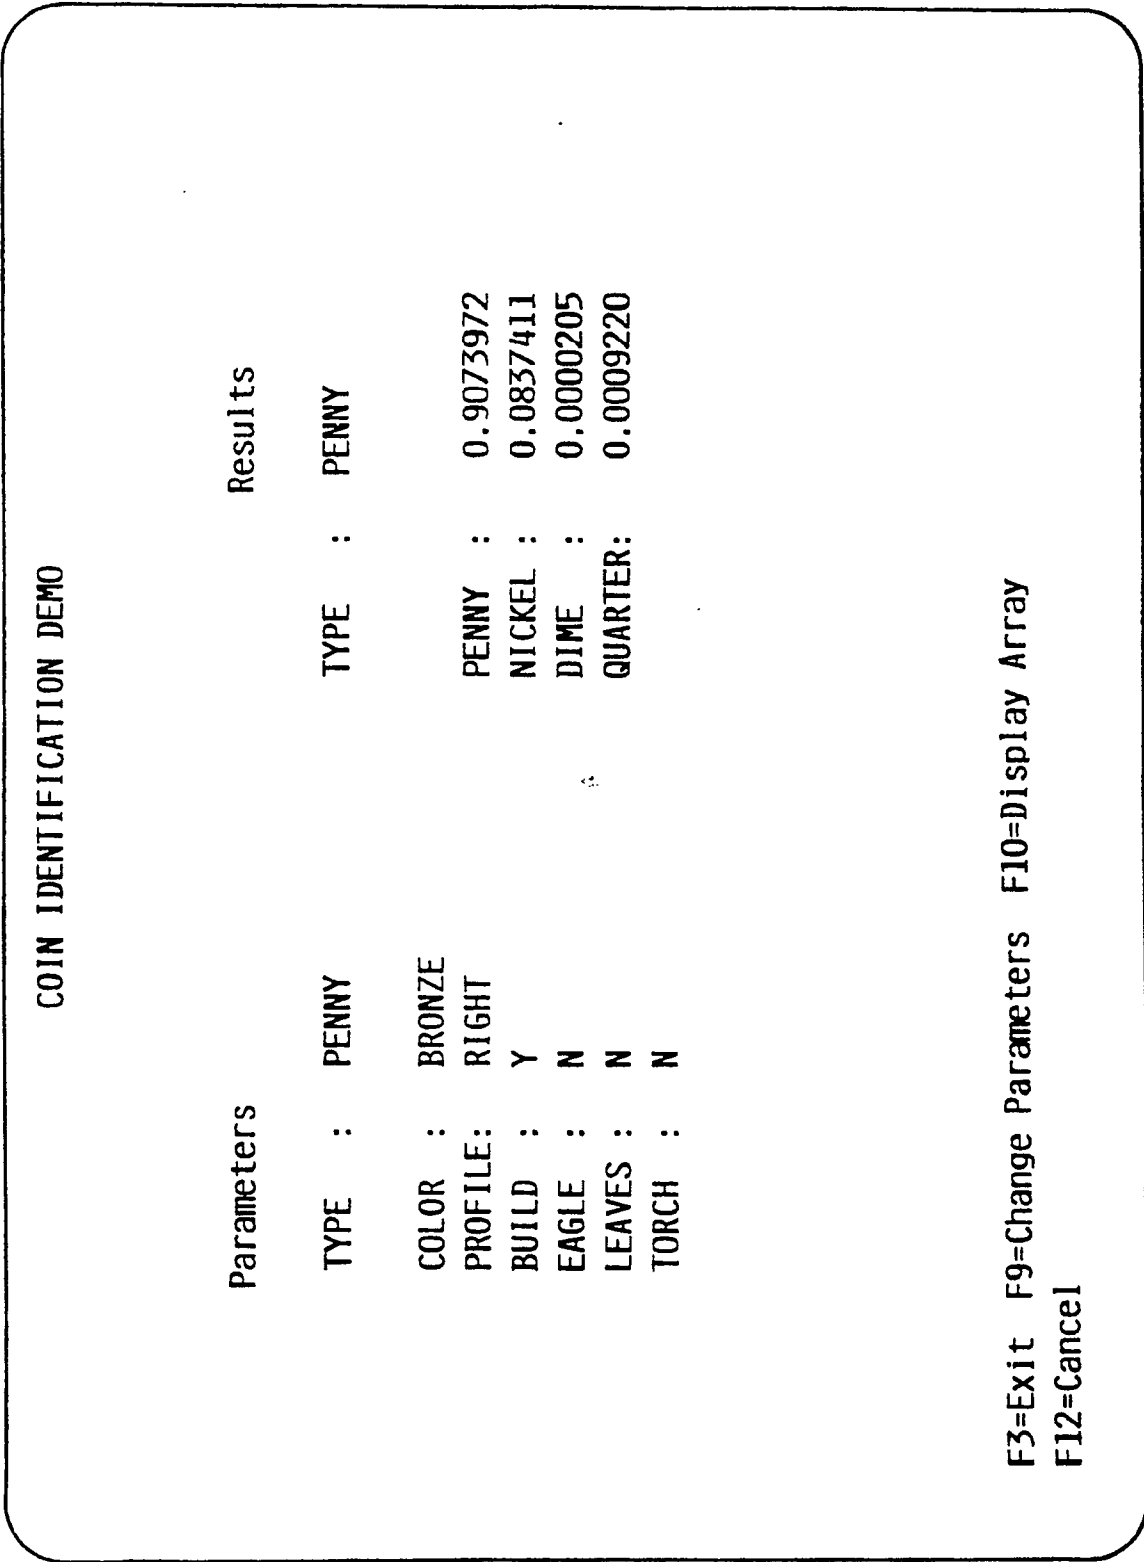 COIN IDENTIFICATION DEMO
Parameters Results
TYPE : PENNY TYPE : PENNY
COLOR : BRONZE
PROFILE: RIGHT PENNY : 0.9073972
BUILD : Y NICKEL : 0.0837411
EAGLE : N DIME : 0.0000205
LEAVES : N QUARTER: 0.0009220
TORCH : N
F3=Exit F9=Change Parameters F10=Display Array
F12=Cancel